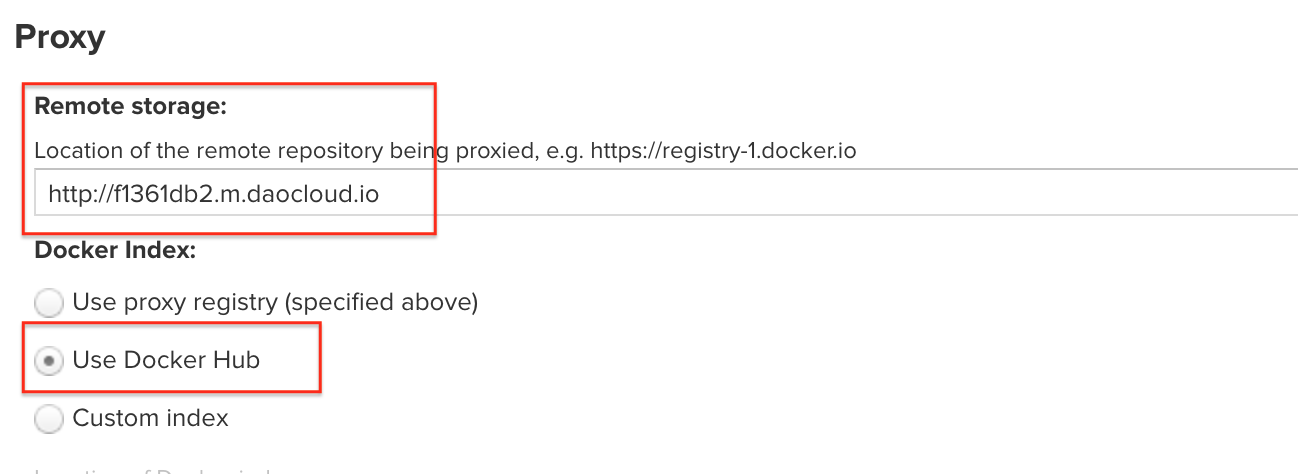 Proxy
Remote storage:
Location of the remote repository being proxied, e.g. https://registry-1.docker.io
http://f1361db2.m.daocloud.io
Docker Index:
Use proxy registry (specified above)
Use Docker Hub
Custom index